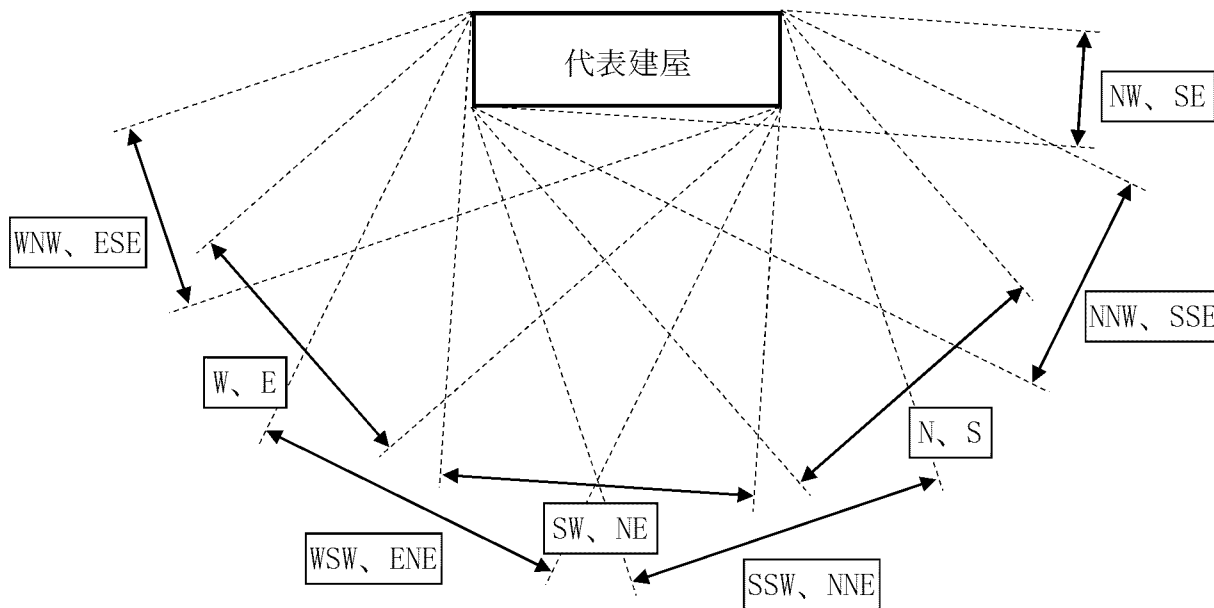 代表建屋
NW、SE
WNW、ESE
NNW、SSE
W、E
N、S
SW、NE
WSW、ENE
SSW、NNE